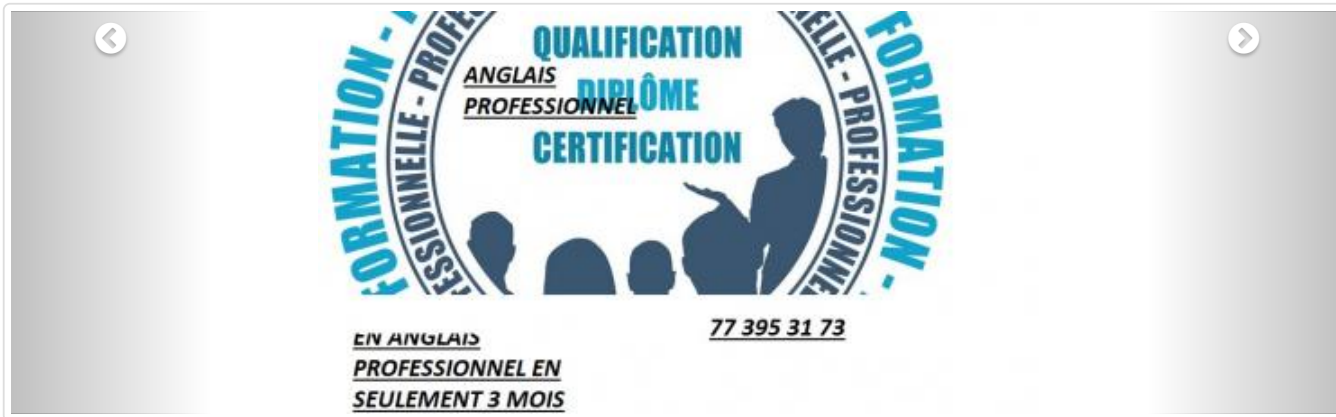 QUALIFICATION
ANGLAIS
DIPLÔME
PROFESSIONNEL
CERTIFICATION
FORMATION -
PROFESSIONNELLE - PROFESSIONNELLE
FORMATION -
77 395 31 73
EN ANGLAIS
PROFESSIONNEL EN
SEULEMENT 3 MOIS